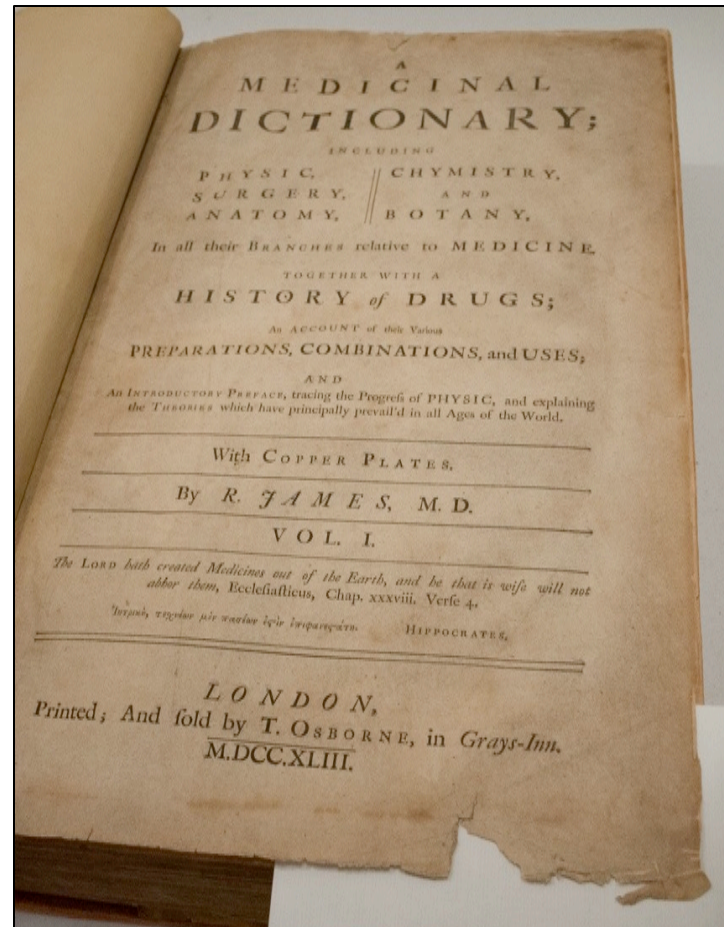 A
MEDICINAL
DICTIONARY;
INCLUDING
PHYSIC, CHYMISTRY,
SURGERY, AND
ANATOMY, BOTANY,
In all their BRANCHES relative to MEDICINE.
TOGETHER WITH A
HISTORY of DRUGS;
An ACCOUNT of their Various
PREPARATIONS, COMBINATIONS, and USES;
AND
An INTRODUCTORY PREFACE, tracing the Progreſs of PHYSIC, and explaining
the THEORIES which have principally prevail'd in all Ages of the World.
With COPPER PLATES.
By R. JAMES, M. D.
VOL. I.
The LORD hath created Medicines out of the Earth, and he that is wiſe will not
abhor them, Eccleſiaſticus, Chap. xxxviii. Verſe 4.
HIPPOCRATES.
LONDON,
Printed; And ſold by T. OSBORNE, in Grays-Inn.
M.DCC.XLIII.